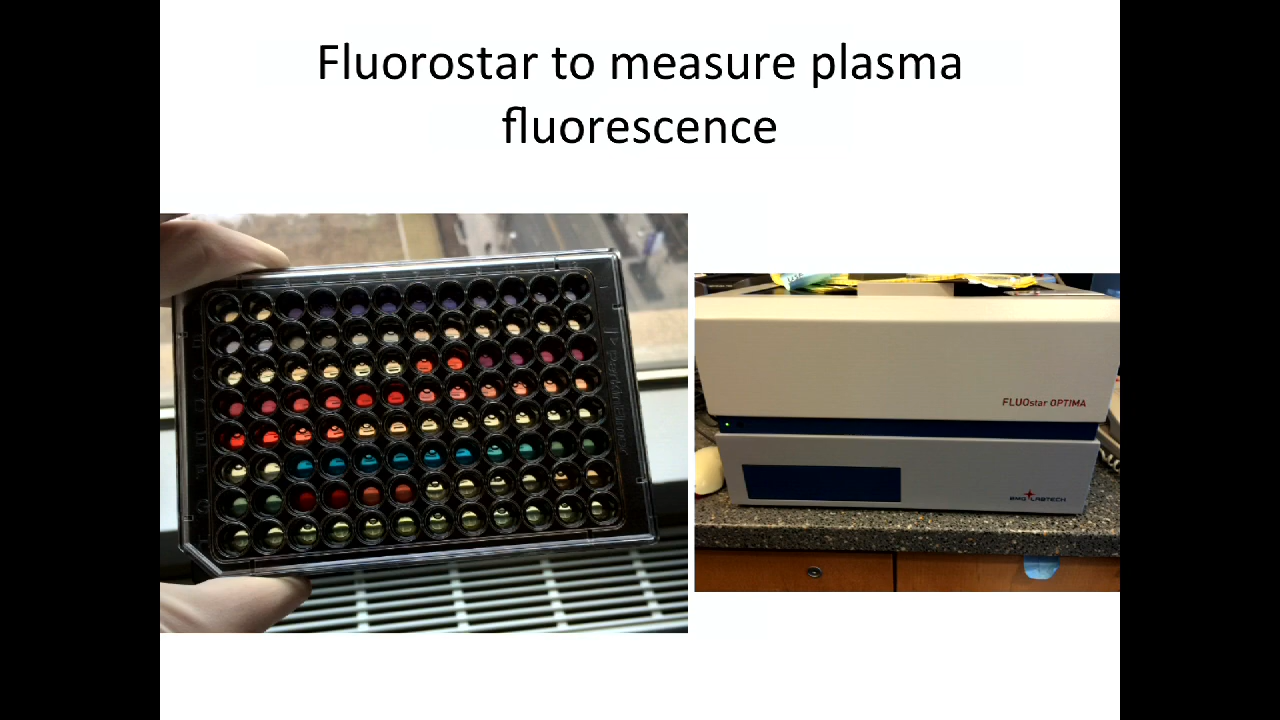 Fluorostar to measure plasma
fluorescence
FLUOstar OPTIMA
BMG LABTECH